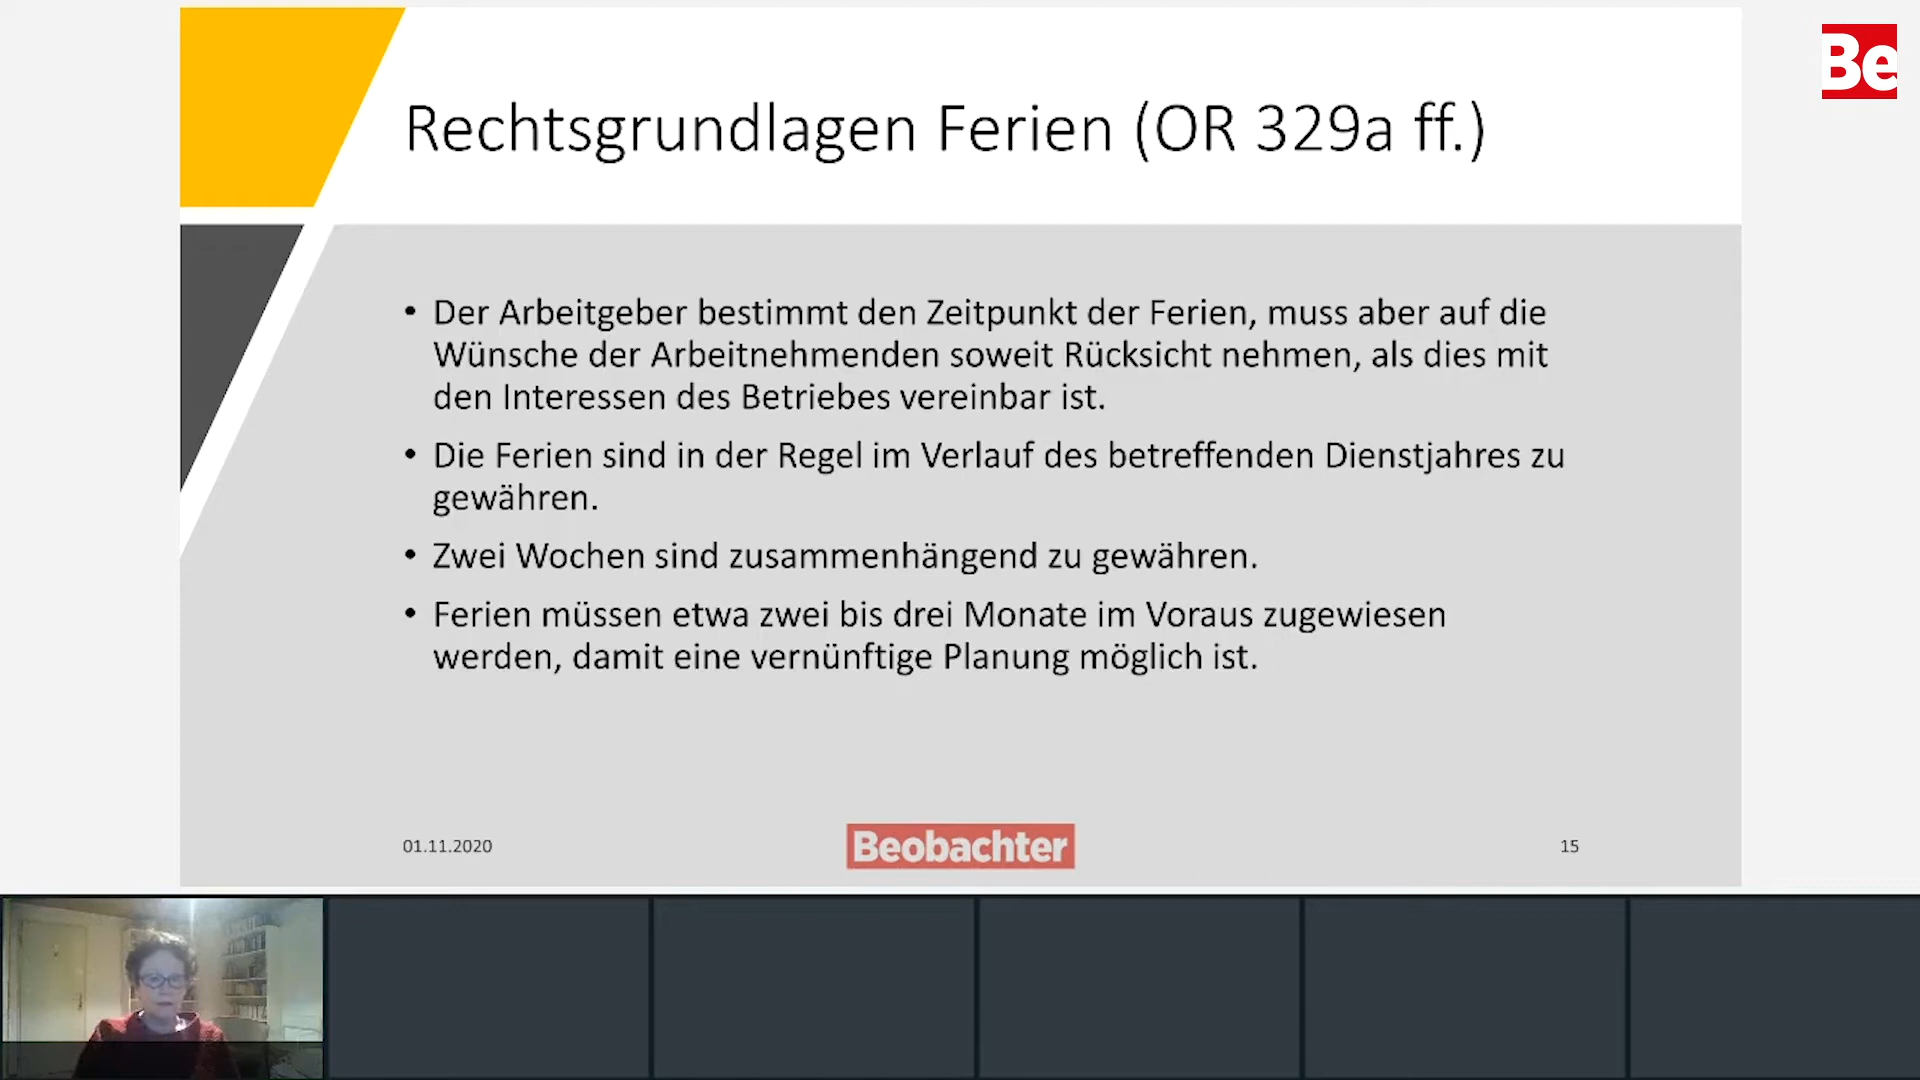 Be
Rechtsgrundlagen Ferien (OR 329a ff.)
• Der Arbeitgeber bestimmt den Zeitpunkt der Ferien, muss aber auf die
Wünsche der Arbeitnehmenden soweit Rücksicht nehmen, als dies mit
den Interessen des Betriebes vereinbar ist.
• Die Ferien sind in der Regel im Verlauf des betreffenden Dienstjahres zu
gewähren.
• Zwei Wochen sind zusammenhängend zu gewähren.
• Ferien müssen etwa zwei bis drei Monate im Voraus zugewiesen
werden, damit eine vernünftige Planung möglich ist.
01.11.2020
Beobachter
15